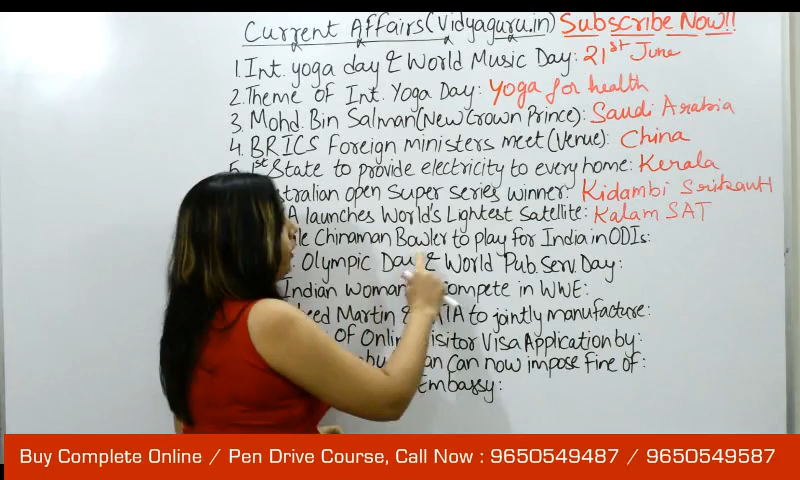 Current Affairs (Vidyaguru.in) Subscribe Now!!
1. Int. yoga day & World Music Day: 21st June
2. Theme of Int. Yoga Day: Yoga for health
3. Mohd. Bin Salman (New Crown Prince): Saudi Arabia
4. BRICS Foreign ministers meet (Venue): China
5. 1st State to provide electricity to every home: Kerala
stralian open Super Series winner: Kidambi Srikanth
A launches World's Lightest Satellite: Kalam SAT
le Chinaman Bowler to play for India in ODIs:
Olympic Day & World Pub. Serv. Day:
Indian woman compete in WWE:
eed Martin & TATA to jointly manufacture:
of Online Visitor Visa Application by:
can now impose fine of:
Embassy:
Buy Complete Online / Pen Drive Course, Call Now : 9650549487 / 9650549587